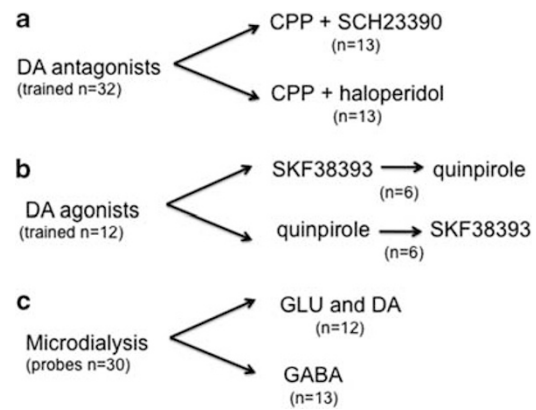 a
CPP + SCH23390
(n=13)
DA antagonists
(trained n=32)
CPP + haloperidol
(n=13)
b
SKF38393 quinpirole
(n=6)
DA agonists
(trained n=12)
quinpirole SKF38393
(n=6)
c
GLU and DA
(n=12)
Microdialysis
(probes n=30)
GABA
(n=13)